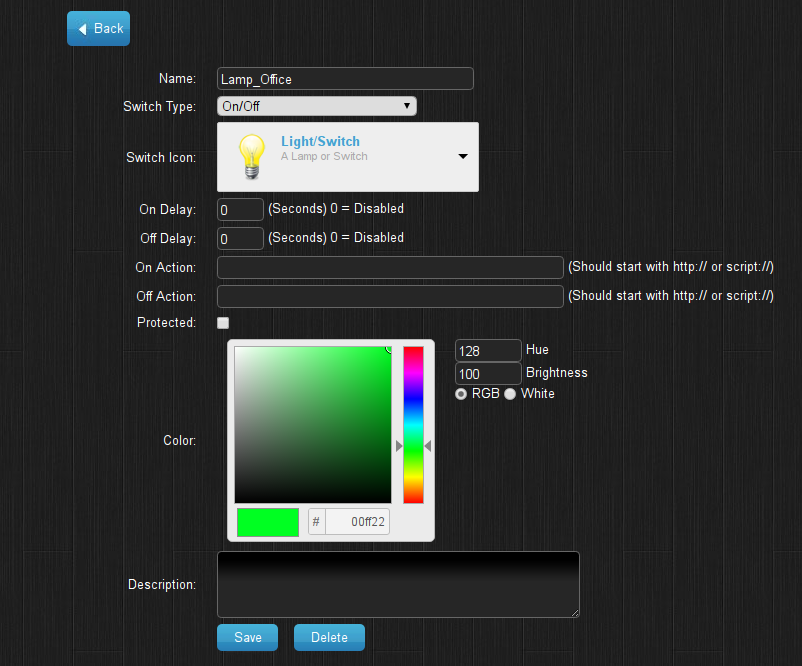 Back
Name: Lamp_Office
Switch Type: On/Off
Switch Icon: Light/Switch
A Lamp or Switch
On Delay: 0 (Seconds) 0 = Disabled
Off Delay: 0 (Seconds) 0 = Disabled
On Action: (Should start with http:// or script://)
Off Action: (Should start with http:// or script://)
Protected:
128 Hue
100 Brightness
RGB White
Color:
# 00ff22
Description:
Save Delete